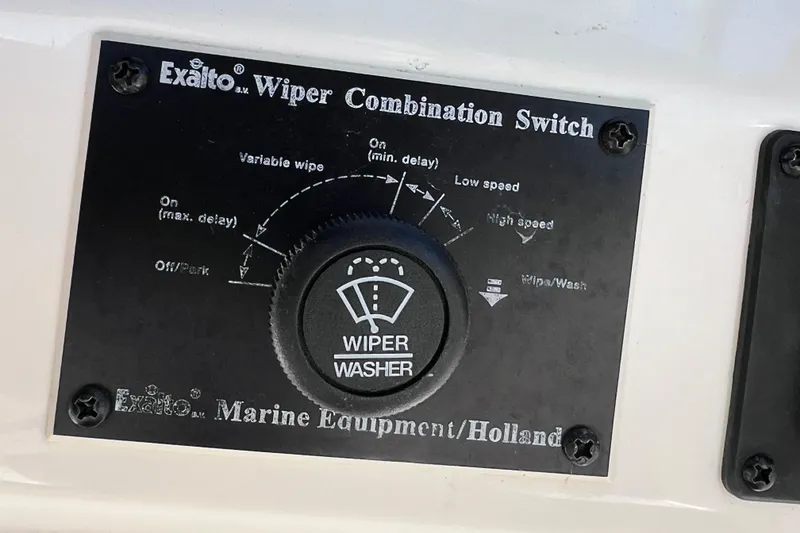 Exalto® B.V. Wiper Combination Switch
On
(min. delay)
Variable wipe
Low speed
On
(max. delay)
High speed
Off/Park
Wipe/Wash
WIPER
WASHER
Exalto B.V. Marine Equipment/Holland